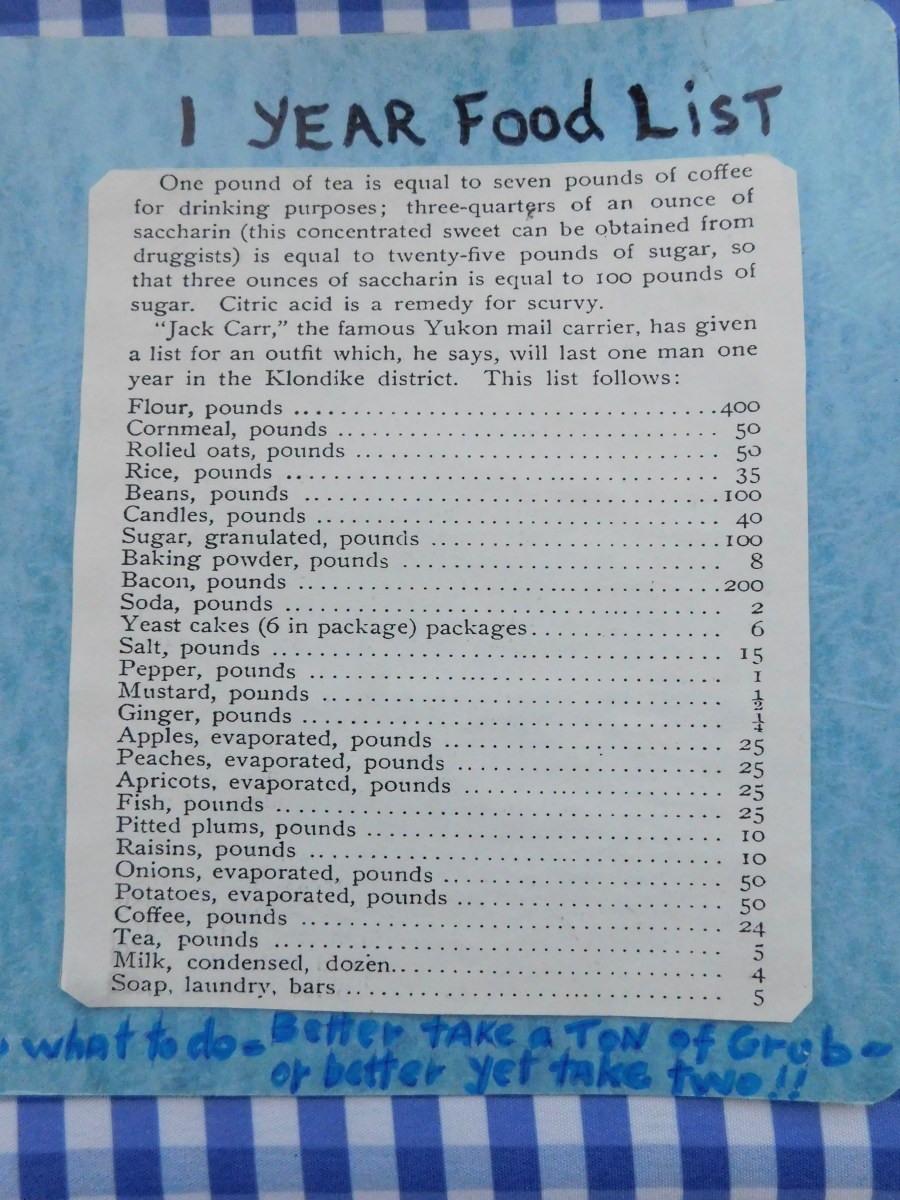 1 YEAR Food LiST
One pound of tea is equal to seven pounds of coffee
for drinking purposes; three-quarters of an ounce of
saccharin (this concentrated sweet can be obtained from
druggists) is equal to twenty-five pounds of sugar, so
that three ounces of saccharin is equal to 100 pounds of
sugar. Citric acid is a remedy for scurvy.
"Jack Carr," the famous Yukon mail carrier, has given
a list for an outfit which, he says, will last one man one
year in the Klondike district. This list follows:
Flour, pounds ........................................400
Cornmeal, pounds .................................... 50
Rolled oats, pounds .................................. 50
Rice, pounds ........................................ 35
Beans, pounds .......................................100
Candles, pounds ..................................... 40
Sugar, granulated, pounds ...........................100
Baking powder, pounds ............................... 8
Bacon, pounds .......................................200
Soda, pounds ........................................ 2
Yeast cakes (6 in package) packages.................. 6
Salt, pounds ........................................ 15
Pepper, pounds ...................................... 1
Mustard, pounds ..................................... ½
Ginger, pounds ...................................... ¼
Apples, evaporated, pounds .......................... 25
Peaches, evaporated, pounds ......................... 25
Apricots, evaporated, pounds ........................ 25
Fish, pounds ........................................ 25
Pitted plums, pounds ................................ 10
Raisins, pounds ..................................... 10
Onions, evaporated, pounds .......................... 50
Potatoes, evaporated, pounds ........................ 50
Coffee, pounds ...................................... 24
Tea, pounds ......................................... 5
Milk, condensed, dozen............................... 4
Soap, laundry, bars ................................. 5
what to do - Better TAKE a ToN of Grub -
or better yet take two!!